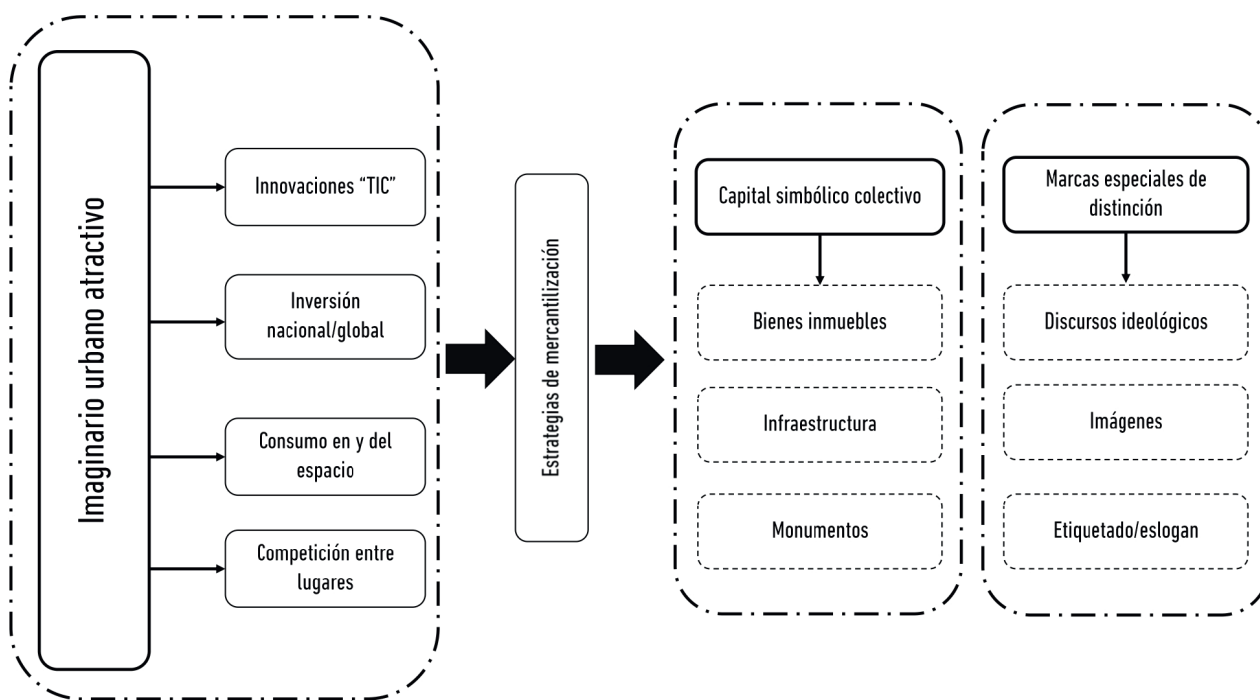 Imaginario urbano atractivo
Innovaciones “TIC”
Inversión
nacional/global
Consumo en y del
espacio
Competición entre
lugares
Estrategias de mercantilización
Capital simbólico colectivo
Bienes inmuebles
Infraestructura
Monumentos
Marcas especiales de
distinción
Discursos ideológicos
Imágenes
Etiquetado/eslogan